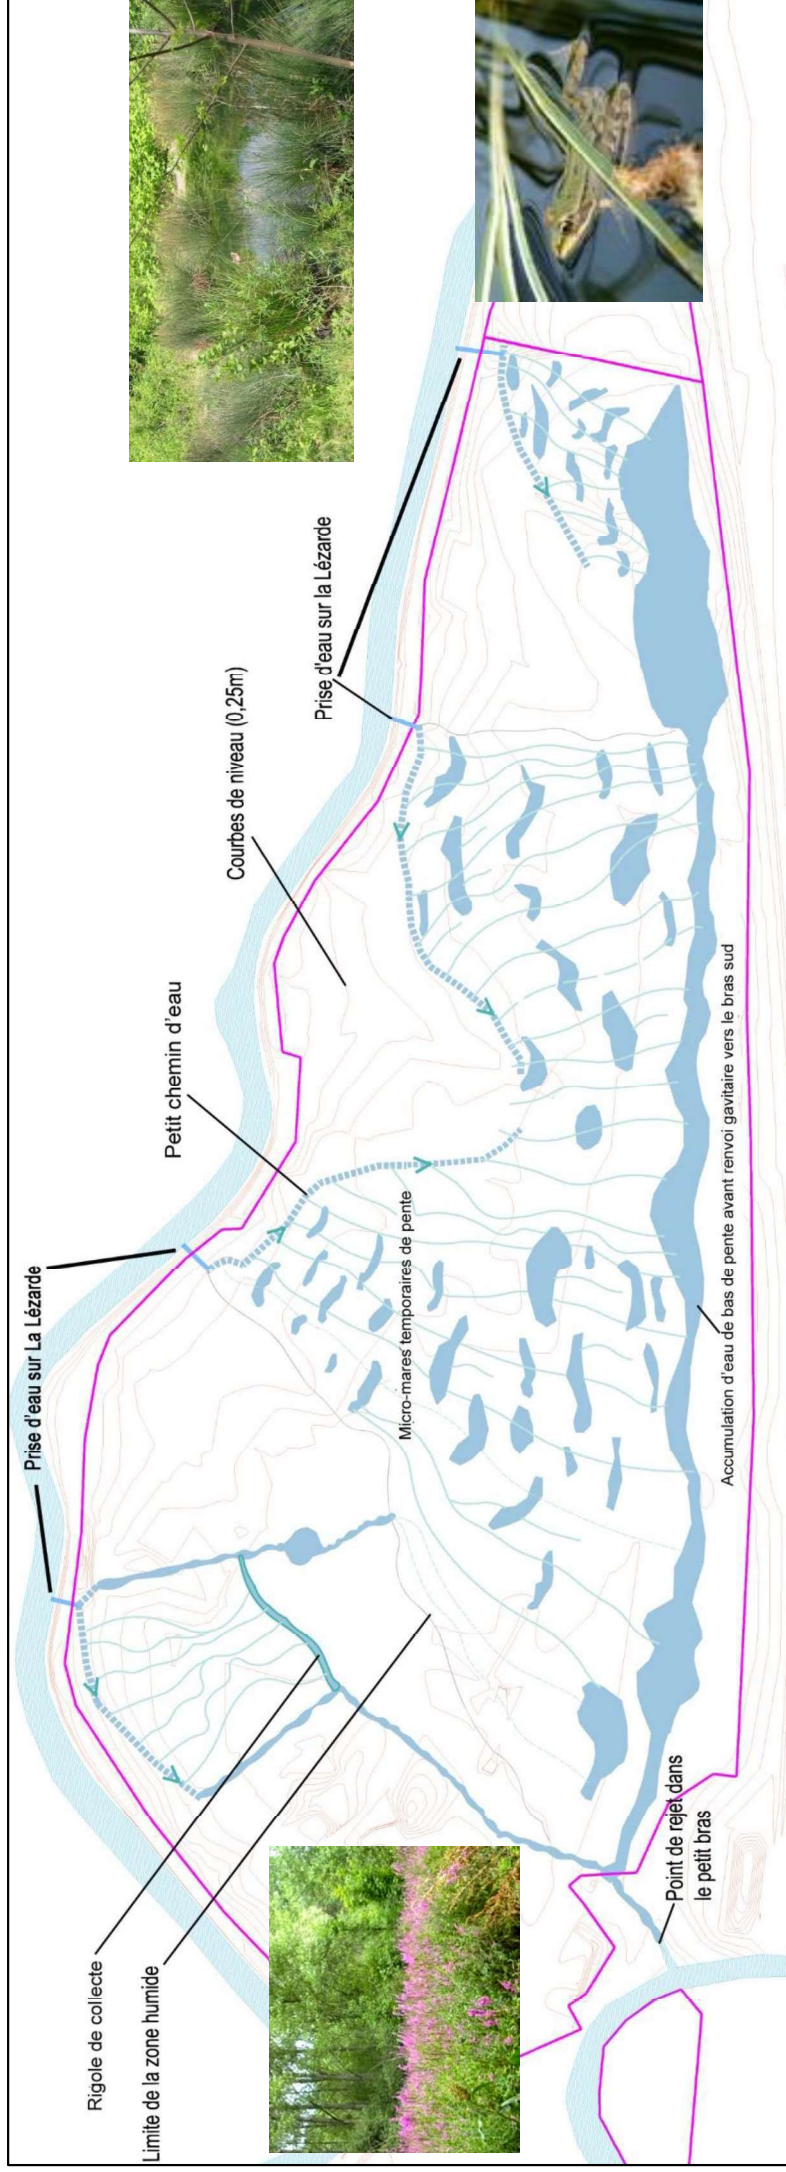 Rigole de collecte
Limite de la zone humide
Prise d'eau sur La Lézarde
Petit chemin d'eau
Courbes de niveau (0,25m)
Prise d'eau sur la Lézarde
Micro-mares temporaires de pente
Accumulation d'eau de bas de pente avant renvoi gavitaire vers le bras sud
Point de rejet dans
le petit bras